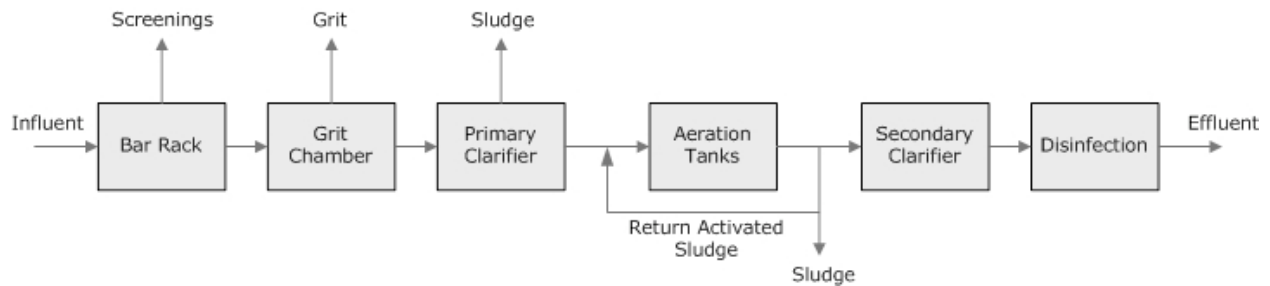 Screenings
Grit
Sludge
Influent
Bar Rack
Grit
Chamber
Primary
Clarifier
Aeration
Tanks
Secondary
Clarifier
Disinfection
Effluent
Return Activated
Sludge
Sludge